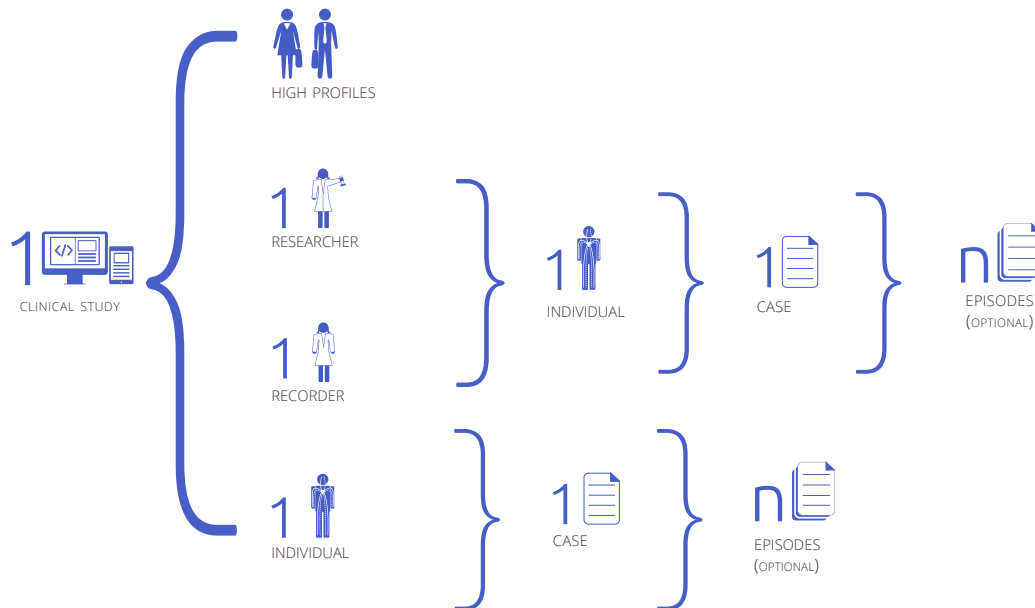 HIGH PROFILES
1
RESEARCHER
1
</>
CLINICAL STUDY
1
INDIVIDUAL
1
CASE
n
EPISODES
(OPTIONAL)
1
RECORDER
1
INDIVIDUAL
1
CASE
n
EPISODES
(OPTIONAL)